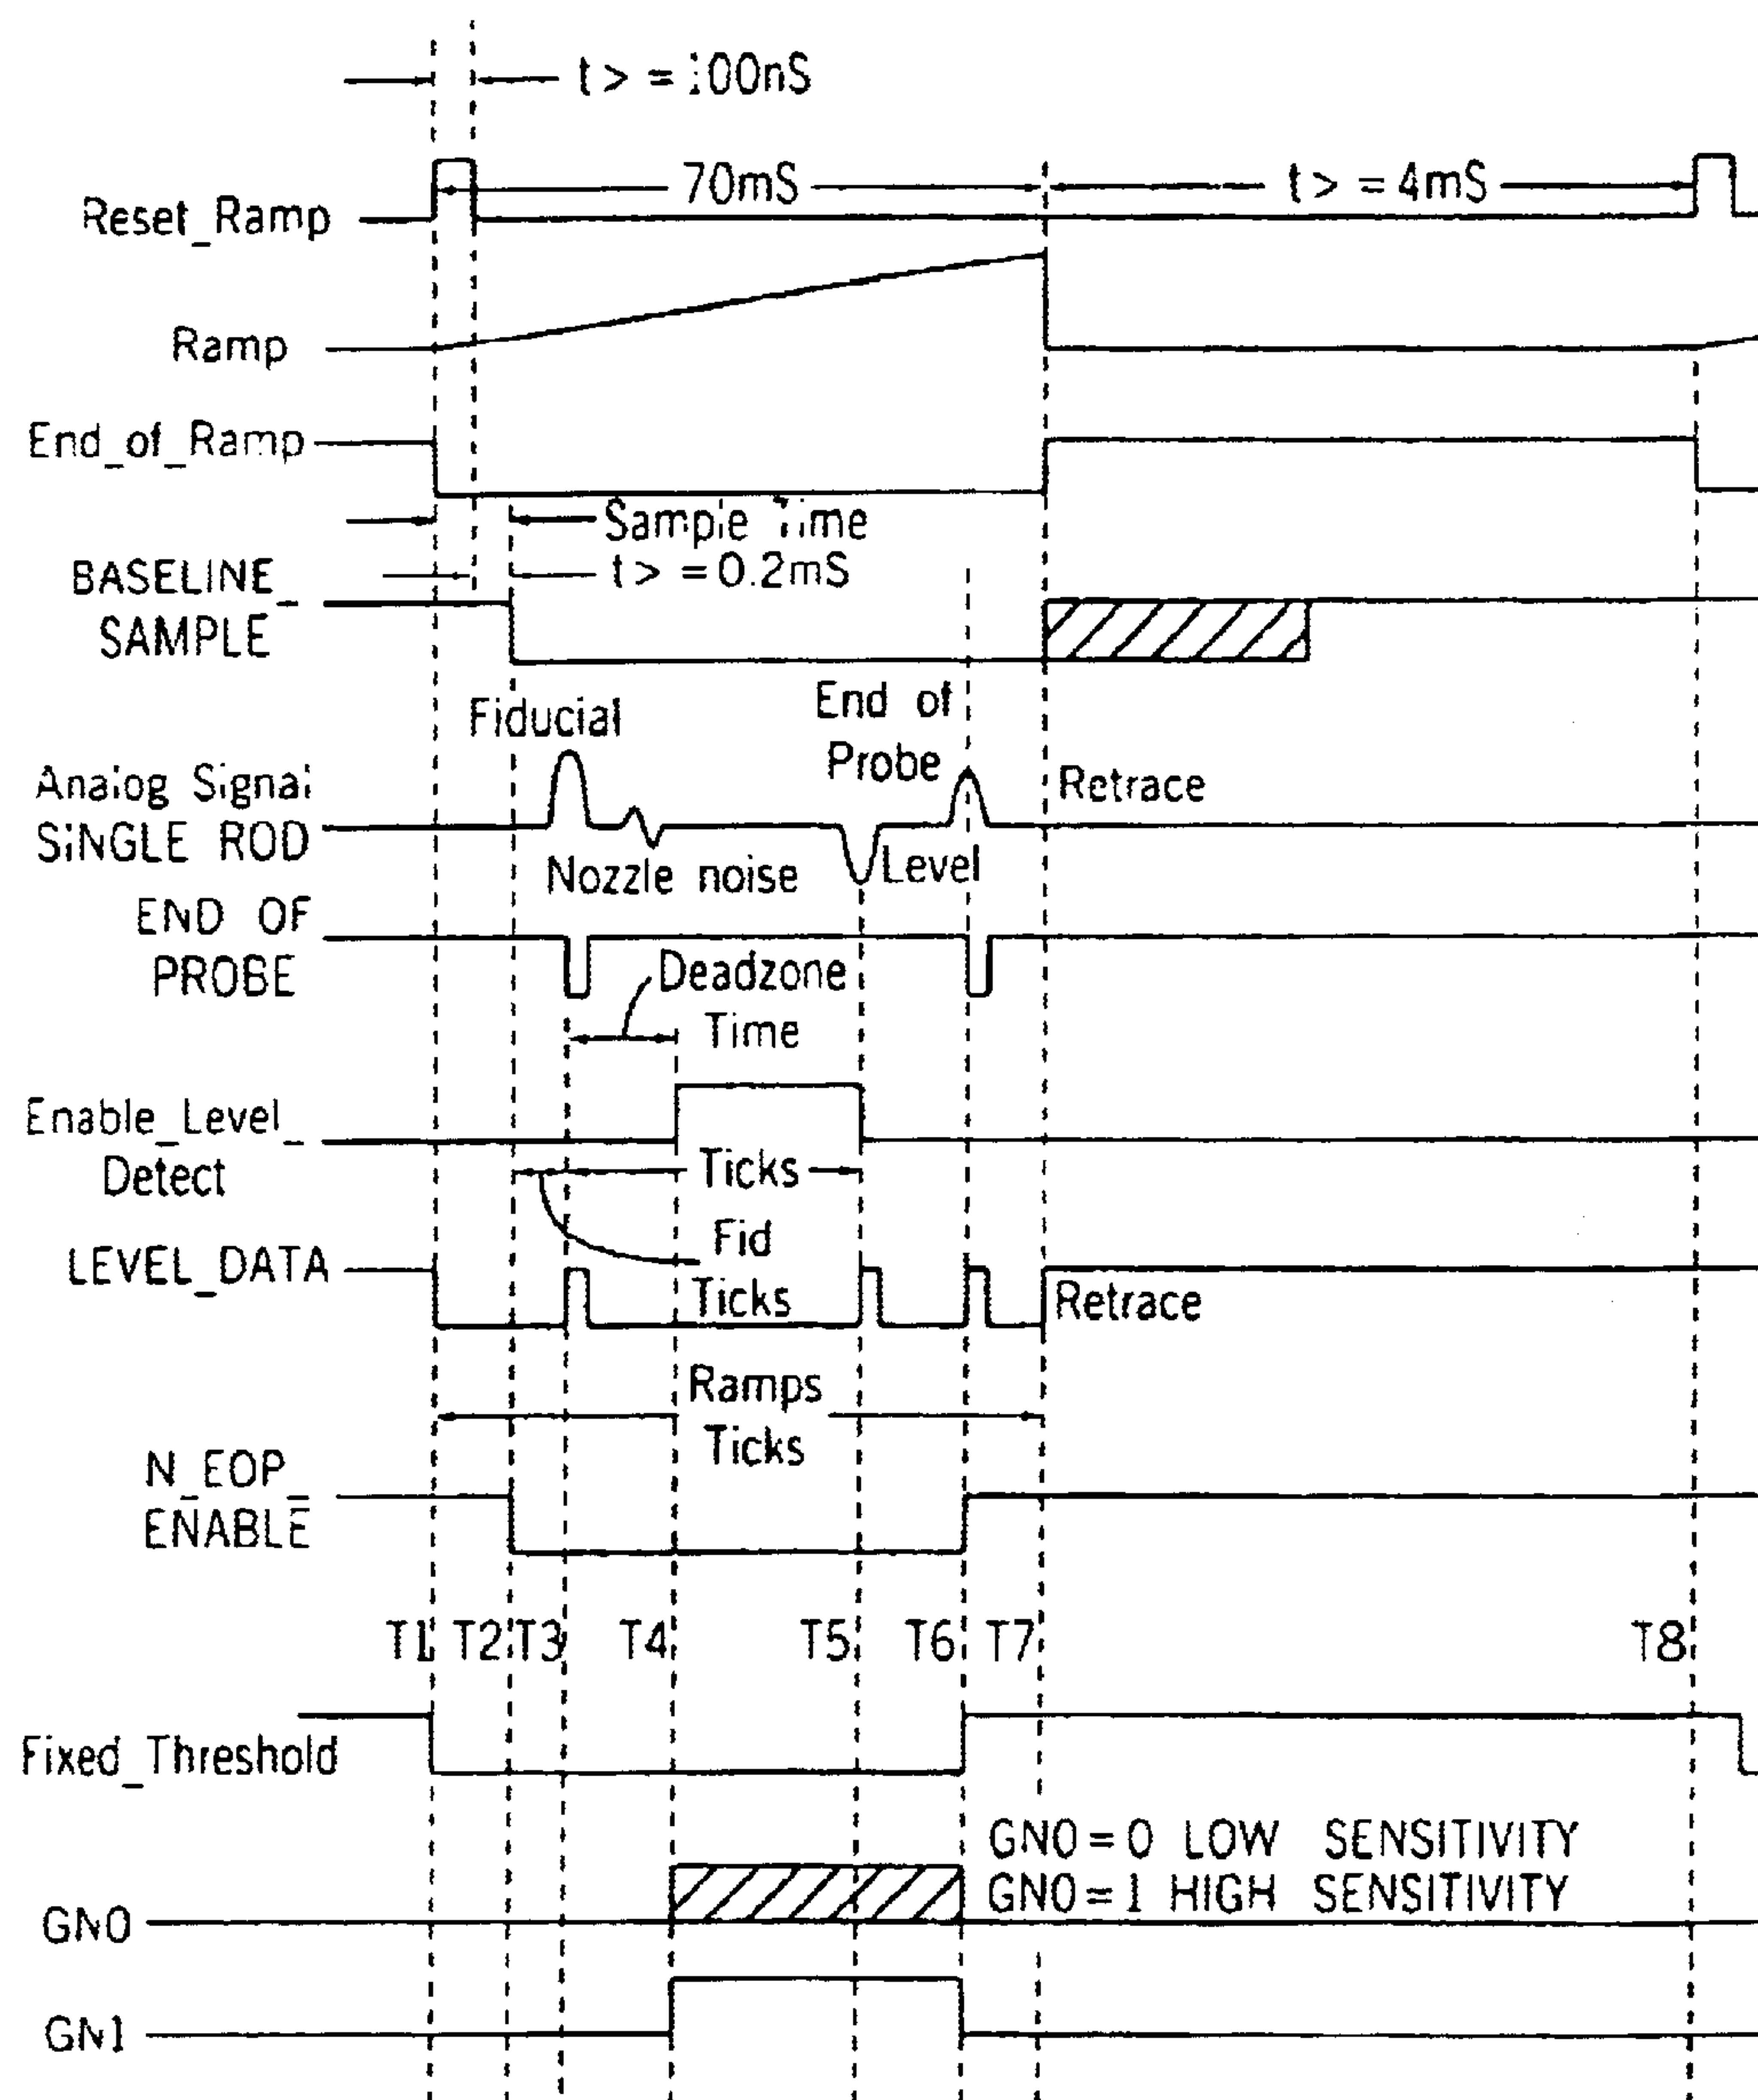 t > = 100nS
70mS
t > = 4mS
Reset_Ramp
Ramp
End_of_Ramp
Sample Time
t > = 0.2mS
BASELINE_
SAMPLE
End of
Probe
Fiducial
Analog Signal
SINGLE ROD
Retrace
Nozzle noise
Level
END OF
PROBE
Deadzone
Time
Enable_Level_
Detect
Ticks
Fid
Ticks
LEVEL_DATA
Retrace
Ramps
Ticks
N_EOP_
ENABLE
T1 T2 T3 T4 T5 T6 T7 T8
Fixed_Threshold
GN0 = 0 LOW SENSITIVITY
GN0 = 1 HIGH SENSITIVITY
GN0
GN1